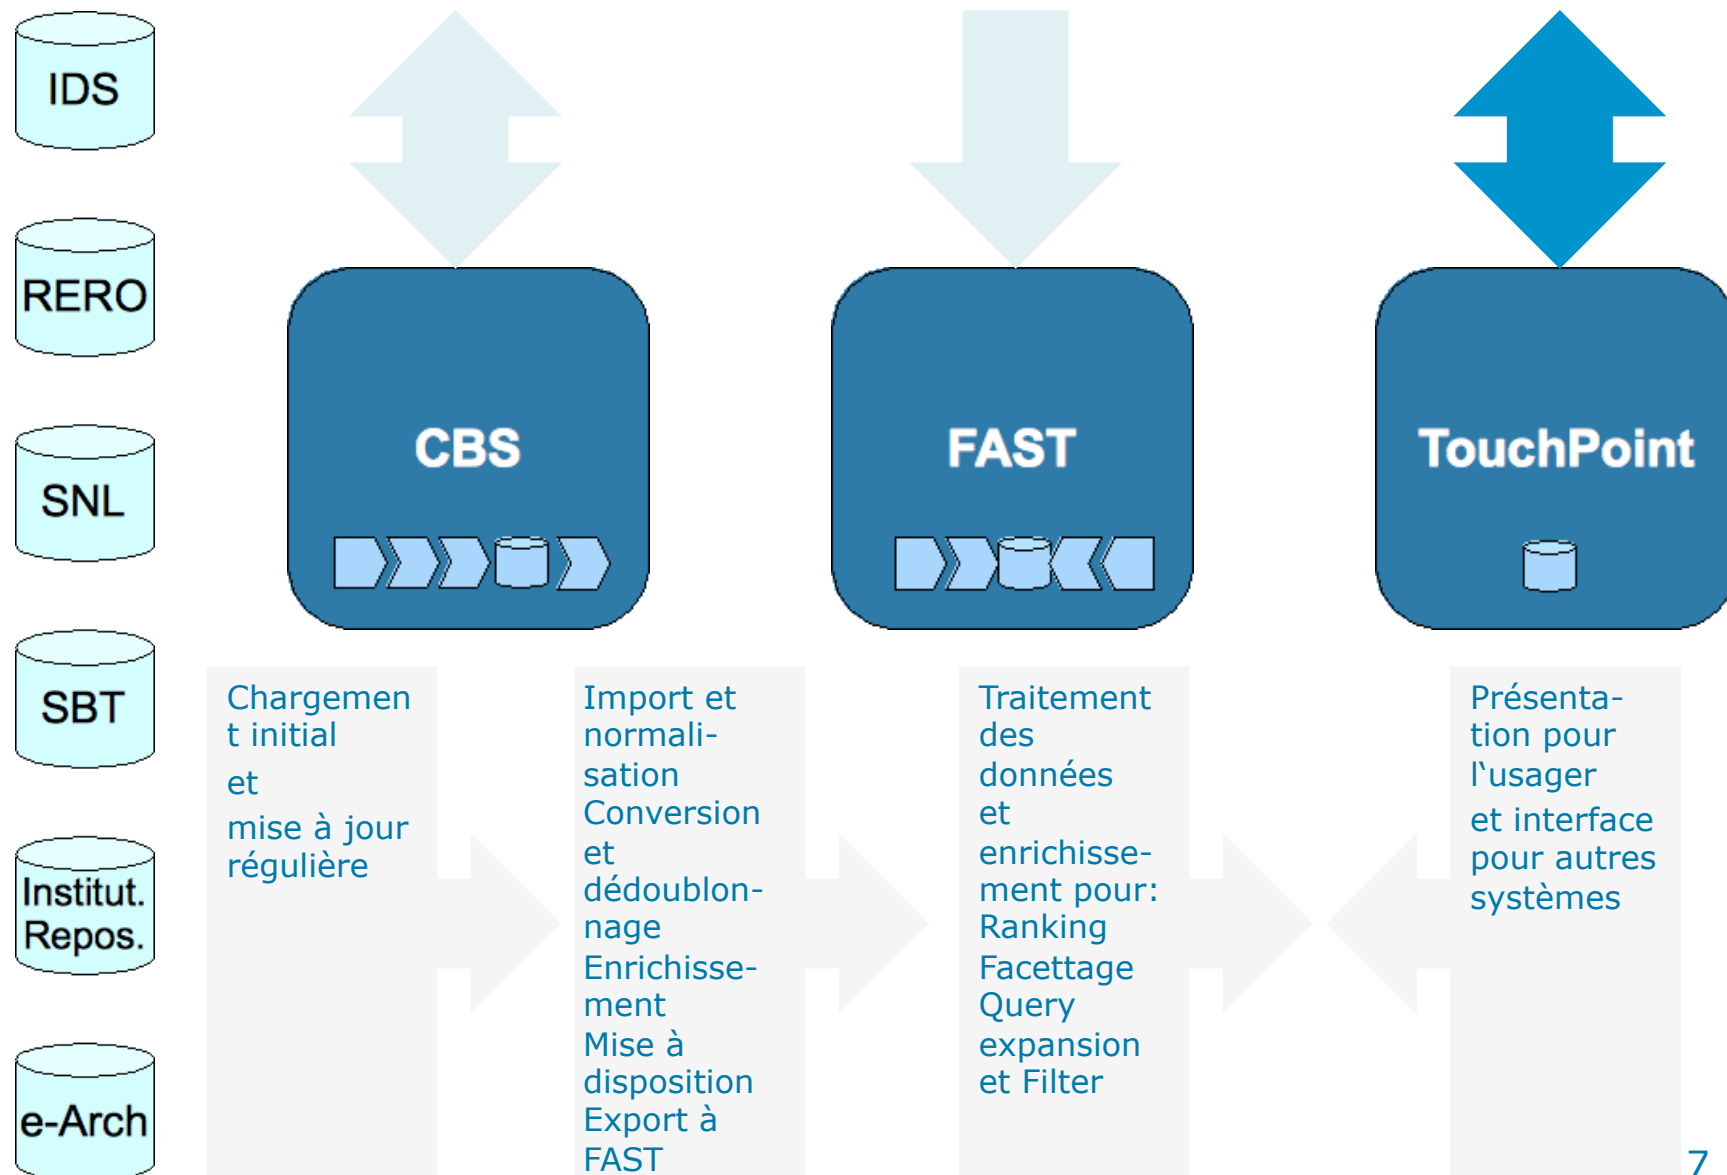 IDS
RERO
SNL
SBT
Institut.
Repos.
e-Arch
CBS
FAST
TouchPoint
Chargemen
t initial
et
mise à jour
régulière
Import et
normali-
sation
Conversion
et
dédoublon-
nage
Enrichisse-
ment
Mise à
disposition
Export à
FAST
Traitement
des
données
et
enrichisse-
ment pour:
Ranking
Facettage
Query
expansion
et Filter
Présenta-
tion pour
l‘usager
et interface
pour autres
systèmes
7